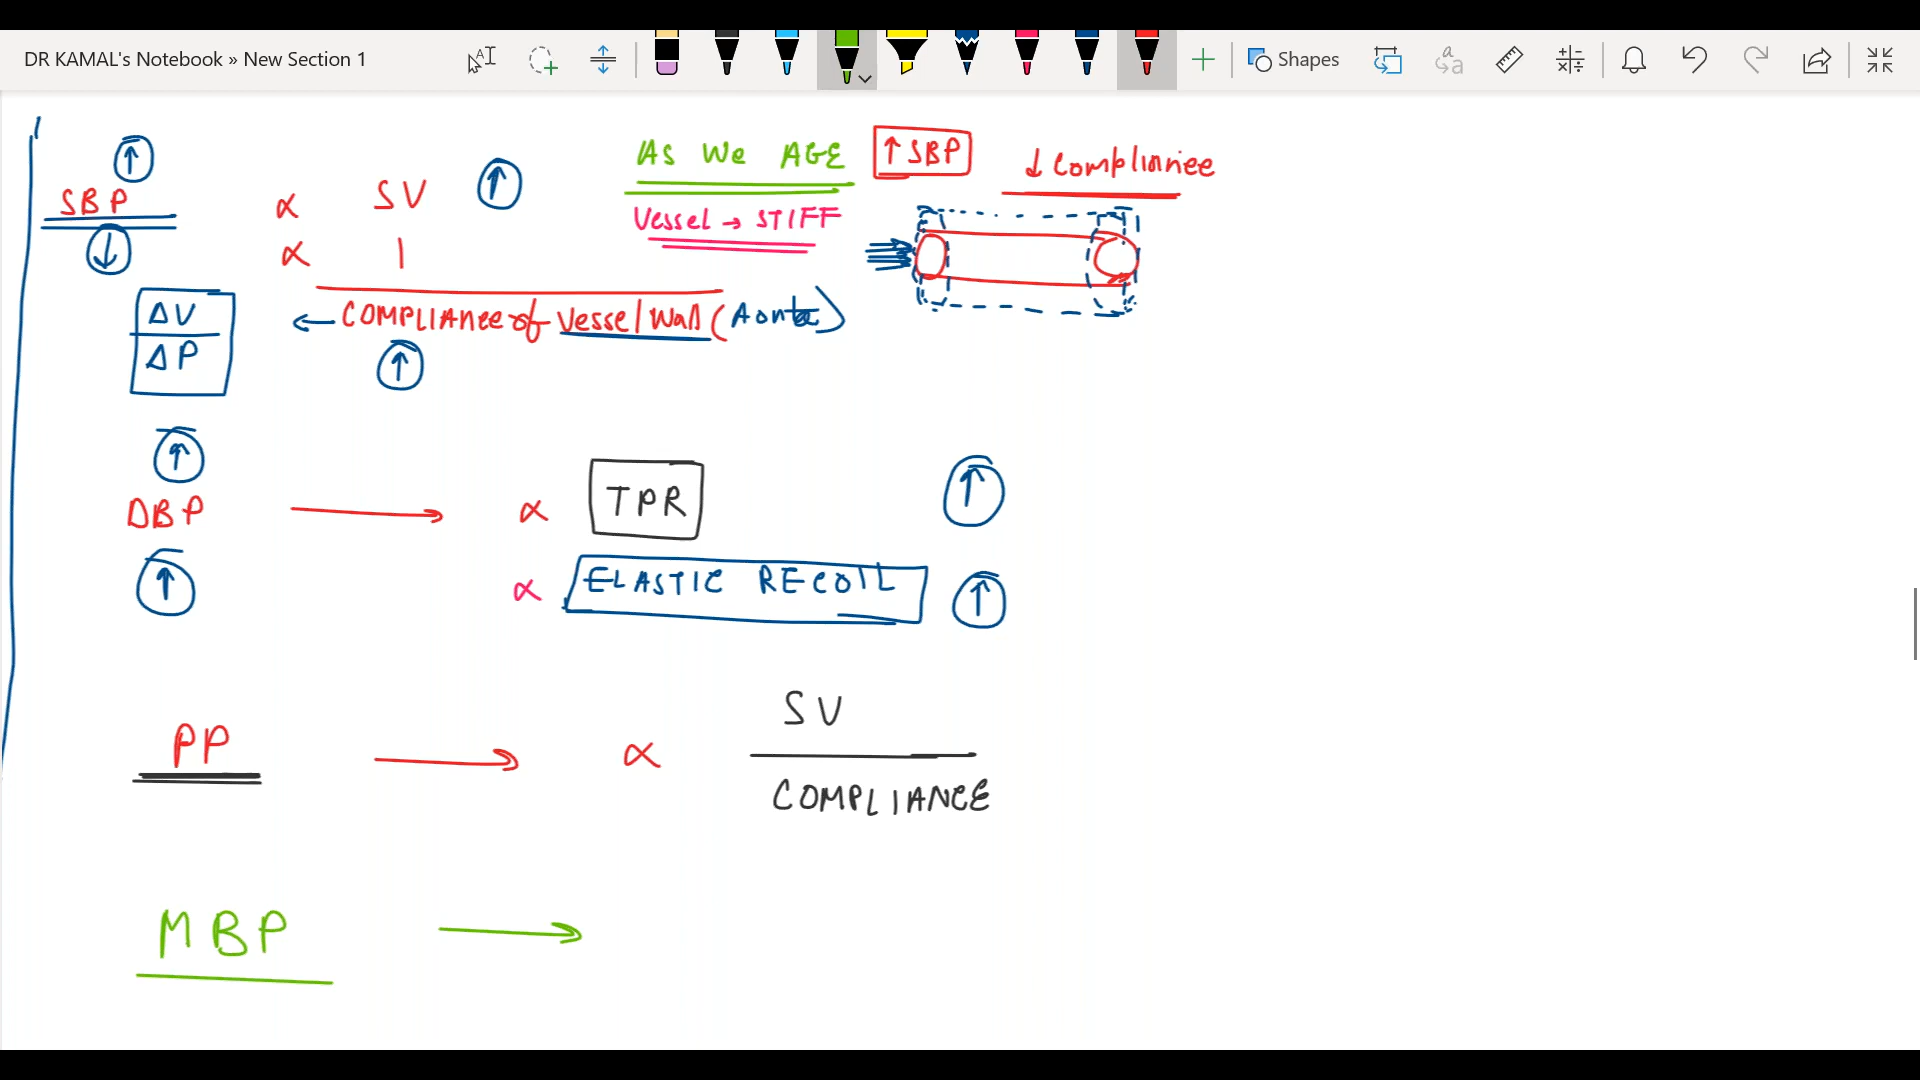 DR KAMAL's Notebook » New Section 1
Shapes
SBP ↑
↓
∝ SV ↑
∝ 1
← COMPLIANCE of Vessel Wall (Aorta)
↑
ΔV
ΔP
AS We AGE ↑ SBP ↓ Compliance
Vessel → STIFF
↑
DBP → ∝ TPR ↑
↑ ∝ ELASTIC RECOIL ↑
PP → ∝ SV
COMPLIANCE
MBP →